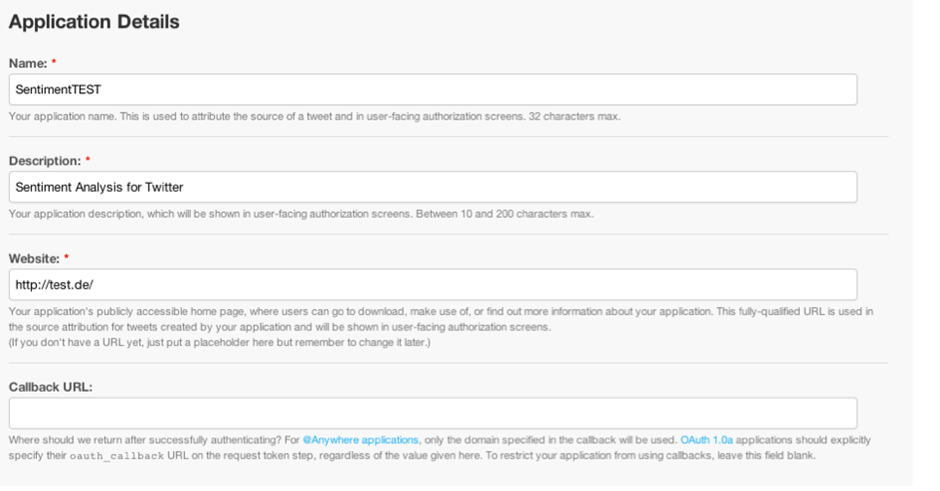 Application Details
Name: *
SentimentTEST
Your application name. This is used to attribute the source of a tweet and in user-facing authorization screens. 32 characters max.
Description: *
Sentiment Analysis for Twitter
Your application description, which will be shown in user-facing authorization screens. Between 10 and 200 characters max.
Website: *
http://test.de/
Your application's publicly accessible home page, where users can go to download, make use of, or find out more information about your application. This fully-qualified URL is used in
the source attribution for tweets created by your application and will be shown in user-facing authorization screens.
(If you don't have a URL yet, just put a placeholder here but remember to change it later.)
Callback URL:
Where should we return after successfully authenticating? For @Anywhere applications, only the domain specified in the callback will be used. OAuth 1.0a applications should explicitly
specify their oauth_callback URL on the request token step, regardless of the value given here. To restrict your application from using callbacks, leave this field blank.